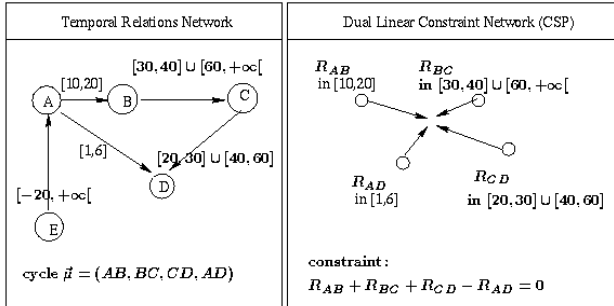 Temporal Relations Network
[30,40] ∪ [60, +∞[
[10,20]
A
B
C
[1,6]
[20,30] ∪ [40,60]
D
[-20, +∞[
E
cycle μ⃗ = (AB, BC, CD, AD)
Dual Linear Constraint Network (CSP)
R_AB
in [10,20]
R_BC
in [30,40] ∪ [60, +∞[
R_AD
in [1,6]
R_CD
in [20,30] ∪ [40,60]
constraint:
R_AB + R_BC + R_CD − R_AD = 0